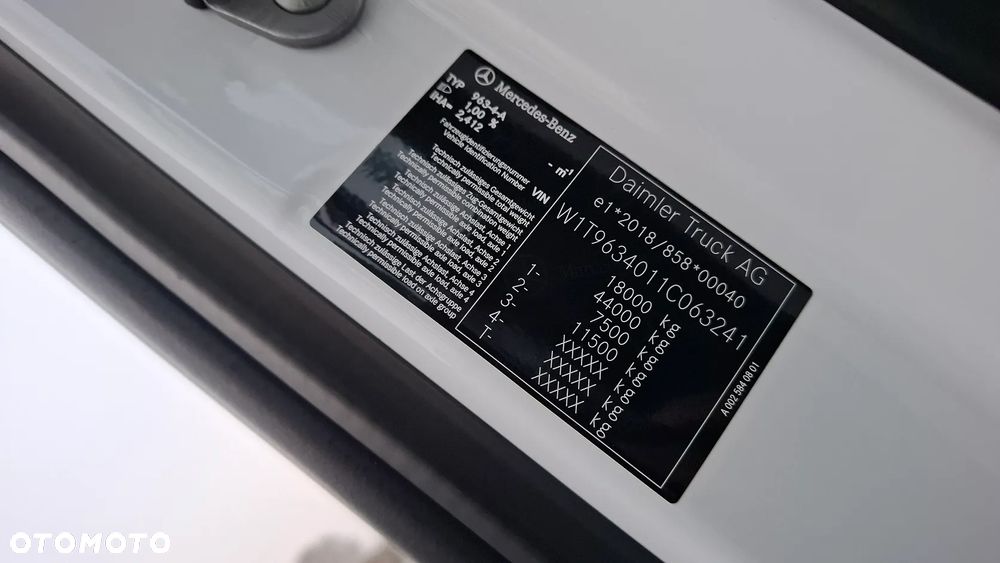 Mercedes-Benz
TYP 963-4-A
1,00 %
IHA= 2,412 - m⁻¹
Fahrzeugidentifizierungsnummer
Vehicle Identification Number VIN
Technisch zulässiges Gesamtgewicht
Technically permissible total weight
Technisch zulässiges Zug-Gesamtgewicht
Technically permissible combination weight
Technisch zulässige Achslast, Achse 1
Technically permissible axle load, axle 1
Technisch zulässige Achslast, Achse 2
Technically permissible axle load, axle 2
Technisch zulässige Achslast, Achse 3
Technically permissible axle load, axle 3
Technisch zulässige Achslast, Achse 4
Technically permissible axle load, axle 4
Technisch zulässige Last der Achsgruppe
Technically permissible load on axle group
Daimler Truck AG
e1*2018/858*00040
W1T9634011C063241
18000 kg
44000 kg
1- 7500 kg
2- 11500 kg
3- XXXXX kg
4- XXXXX kg
T- XXXXX kg
A 002 584 08 01
OTOMOTO